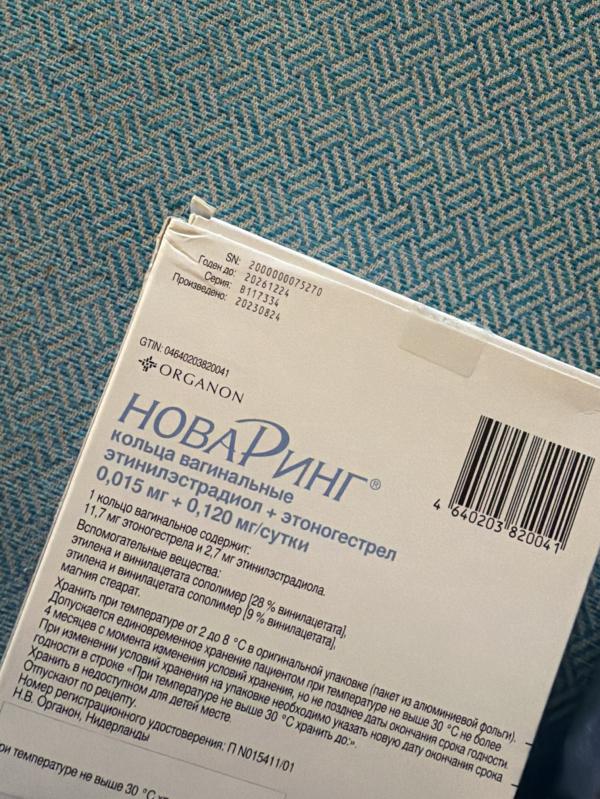 SN: 2000000075270
Годен до: 20261224
Серия: B117334
Произведено: 20230824
GTIN: 04640203820041
ORGANON
НОВАРИНГ®
кольца вагинальные
этинилэстрадиол + этоногестрел
0,015 мг + 0,120 мг/сутки
4 640203 820041
1 кольцо вагинальное содержит:
11,7 мг этоногестрела и 2,7 мг этинилэстрадиола.
Вспомогательные вещества:
этилена и винилацетата сополимер [28 % винилацетата],
этилена и винилацетата сополимер [9 % винилацетата],
магния стеарат.
Хранить при температуре от 2 до 8 °С в оригинальной упаковке (пакет из алюминиевой фольги).
Допускается единовременное хранение пациентом при температуре не выше 30 °С не более
4 месяцев с момента изменения условий хранения, но не позднее даты окончания срока годности.
При изменении условий хранения на упаковке необходимо указать новую дату окончания срока
годности в строке «При температуре не выше 30 °С хранить до:».
Хранить в недоступном для детей месте.
Отпускают по рецепту.
Номер регистрационного удостоверения: П N015411/01
Н.В. Органон, Нидерланды
ри температуре не выше 30 °С